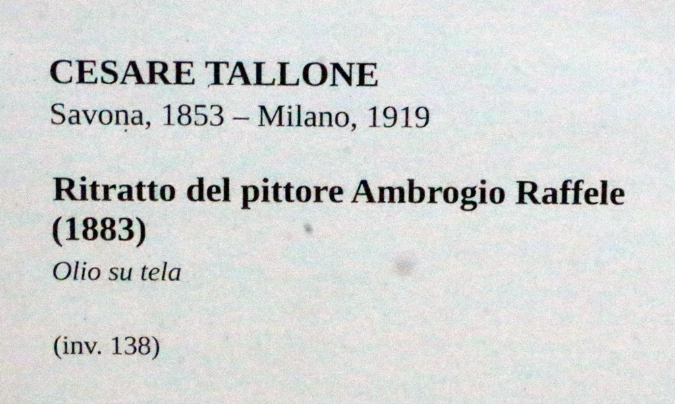 CESARE TALLONE
Savona, 1853 – Milano, 1919
Ritratto del pittore Ambrogio Raffele
(1883)
Olio su tela
(inv. 138)